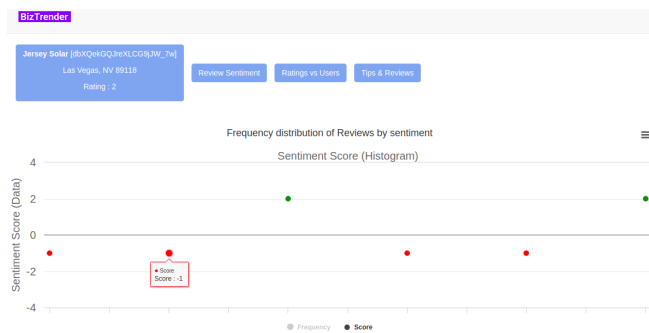 BizTrender
Jersey Solar [dbXQekGQJreXLCG9jJW_7w]
Las Vegas, NV 89118
Rating : 2
Review Sentiment
Ratings vs Users
Tips & Reviews
Frequency distribution of Reviews by sentiment
Sentiment Score (Histogram)
Sentiment Score (Data)
4
2
0
-2
-4
Score
Score : -1
Frequency
Score